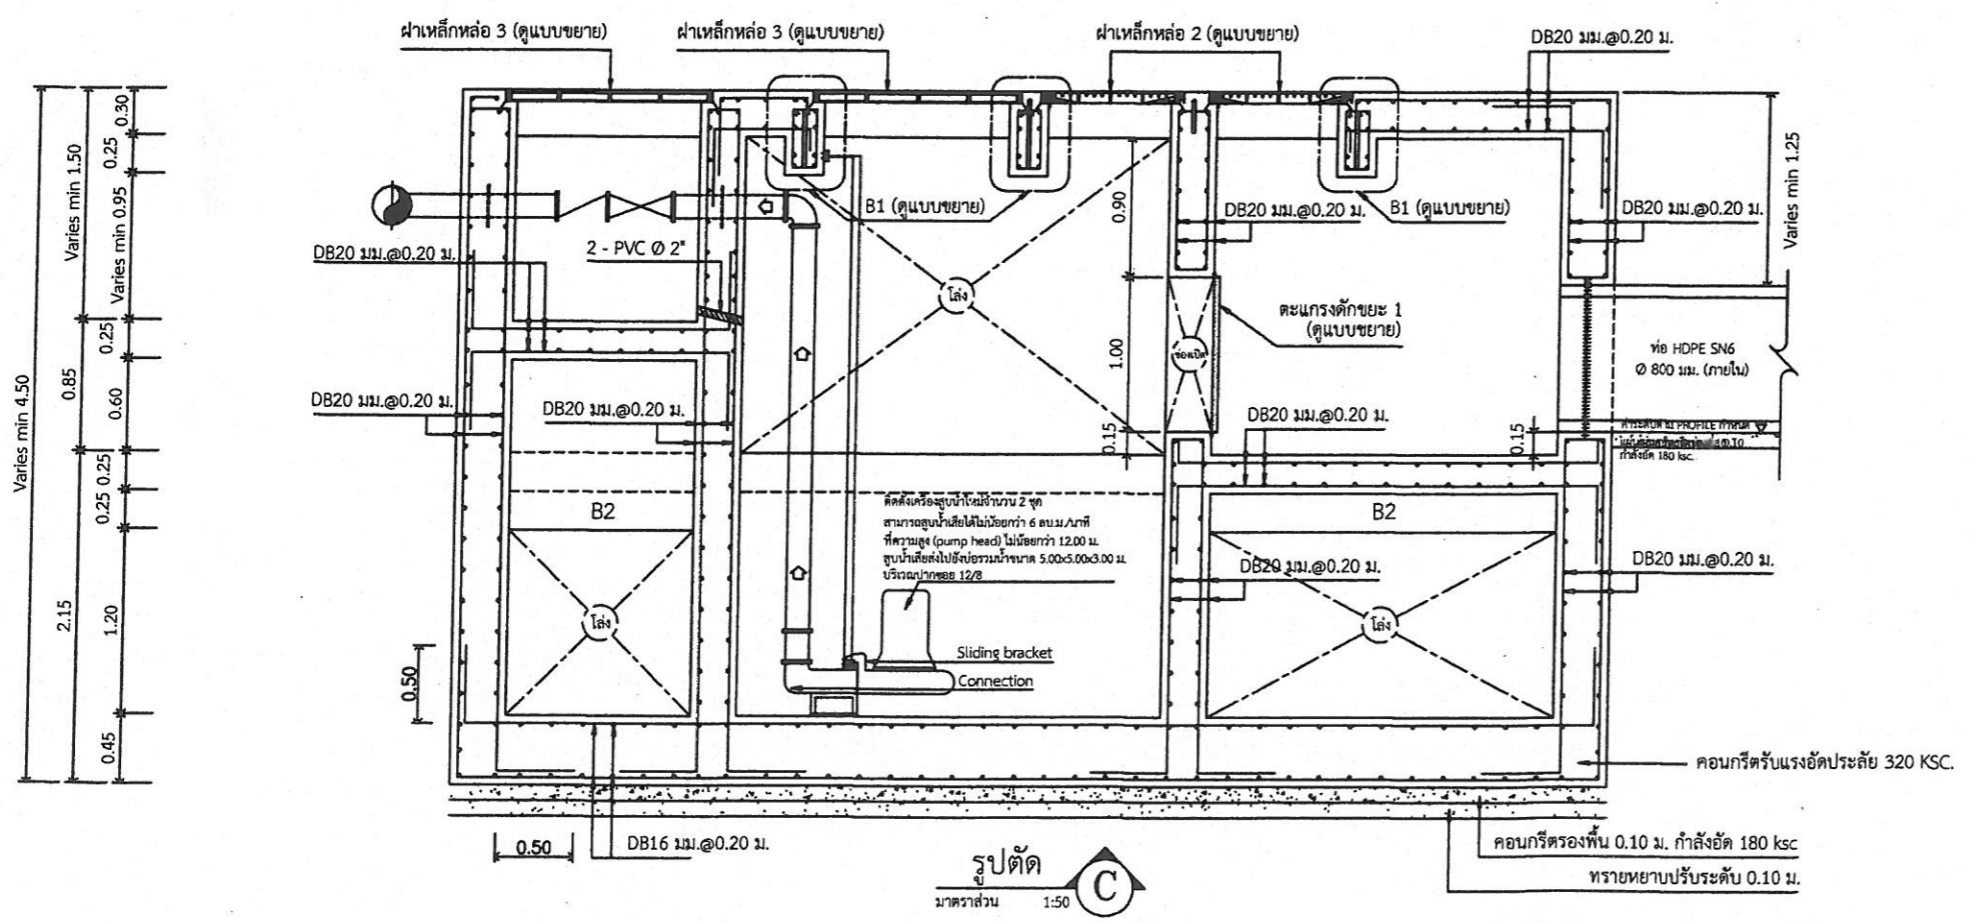 ฝาเหล็กหล่อ 3 (ดูแบบขยาย)
ฝาเหล็กหล่อ 3 (ดูแบบขยาย)
ฝาเหล็กหล่อ 2 (ดูแบบขยาย)
DB20 มม.@0.20 ม.
Varies min 4.50
Varies min 1.50
0.85
2.15
0.30
0.25
Varies min 0.95
0.25
0.60
0.25
0.25
1.20
0.45
B1 (ดูแบบขยาย)
DB20 มม.@0.20 ม.
B1 (ดูแบบขยาย)
DB20 มม.@0.20 ม.
Varies min 1.25
DB20 มม.@0.20 ม.
2 - PVC Ø 2"
0.90
โล่ง
ตะแกรงดักขยะ 1
(ดูแบบขยาย)
1.00
ช่องเปิด
ท่อ HDPE SN6
Ø 800 มม. (ภายใน)
DB20 มม.@0.20 ม.
DB20 มม.@0.20 ม.
DB20 มม.@0.20 ม.
0.15
0.15
PROFILE กำหนด
กำลังอัด 180 ksc.
B2
B2
ติดตั้งเครื่องสูบน้ำใหม่จำนวน 2 ชุด
สามารถสูบน้ำเสียได้ไม่น้อยกว่า 6 ลบ.ม./นาที
ที่ความสูง (pump head) ไม่น้อยกว่า 12.00 ม.
สูบน้ำเสียส่งไปยังบ่อรวมน้ำขนาด 5.00x5.00x3.00 ม.
บริเวณปากซอย 12/8
DB20 มม.@0.20 ม.
DB20 มม.@0.20 ม.
โล่ง
โล่ง
Sliding bracket
Connection
0.50
คอนกรีตรับแรงอัดประลัย 320 KSC.
0.50
DB16 มม.@0.20 ม.
คอนกรีตรองพื้น 0.10 ม. กำลังอัด 180 ksc
ทรายหยาบปรับระดับ 0.10 ม.
รูปตัด
C
มาตราส่วน 1:50